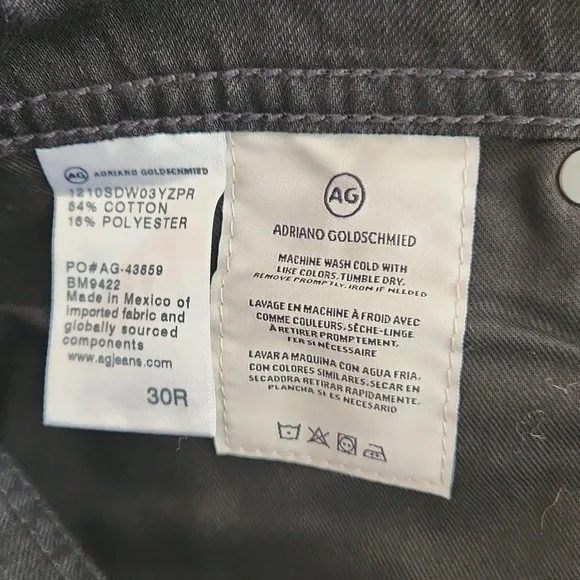 AG ADRIANO GOLDSCHMIED
1210SDW03YZPR
84% COTTON
16% POLYESTER
PO#AG-43859
BM9422
Made in Mexico of
imported fabric and
globally sourced
components
www.agjeans.com
30R
AG
ADRIANO GOLDSCHMIED
MACHINE WASH COLD WITH
LIKE COLORS. TUMBLE DRY.
REMOVE PROMPTLY. IRON IF NEEDED
LAVAGE EN MACHINE À FROID AVEC
COMME COULEURS. SÈCHE-LINGE
À RETIRER PROMPTEMENT.
FER SI NÉCESSAIRE
LAVAR A MAQUINA CON AGUA FRIA,
CON COLORES SIMILARES. SECAR EN
SECADORA RETIRAR RAPIDAMENTE.
PLANCHA SI ES NECESARIO